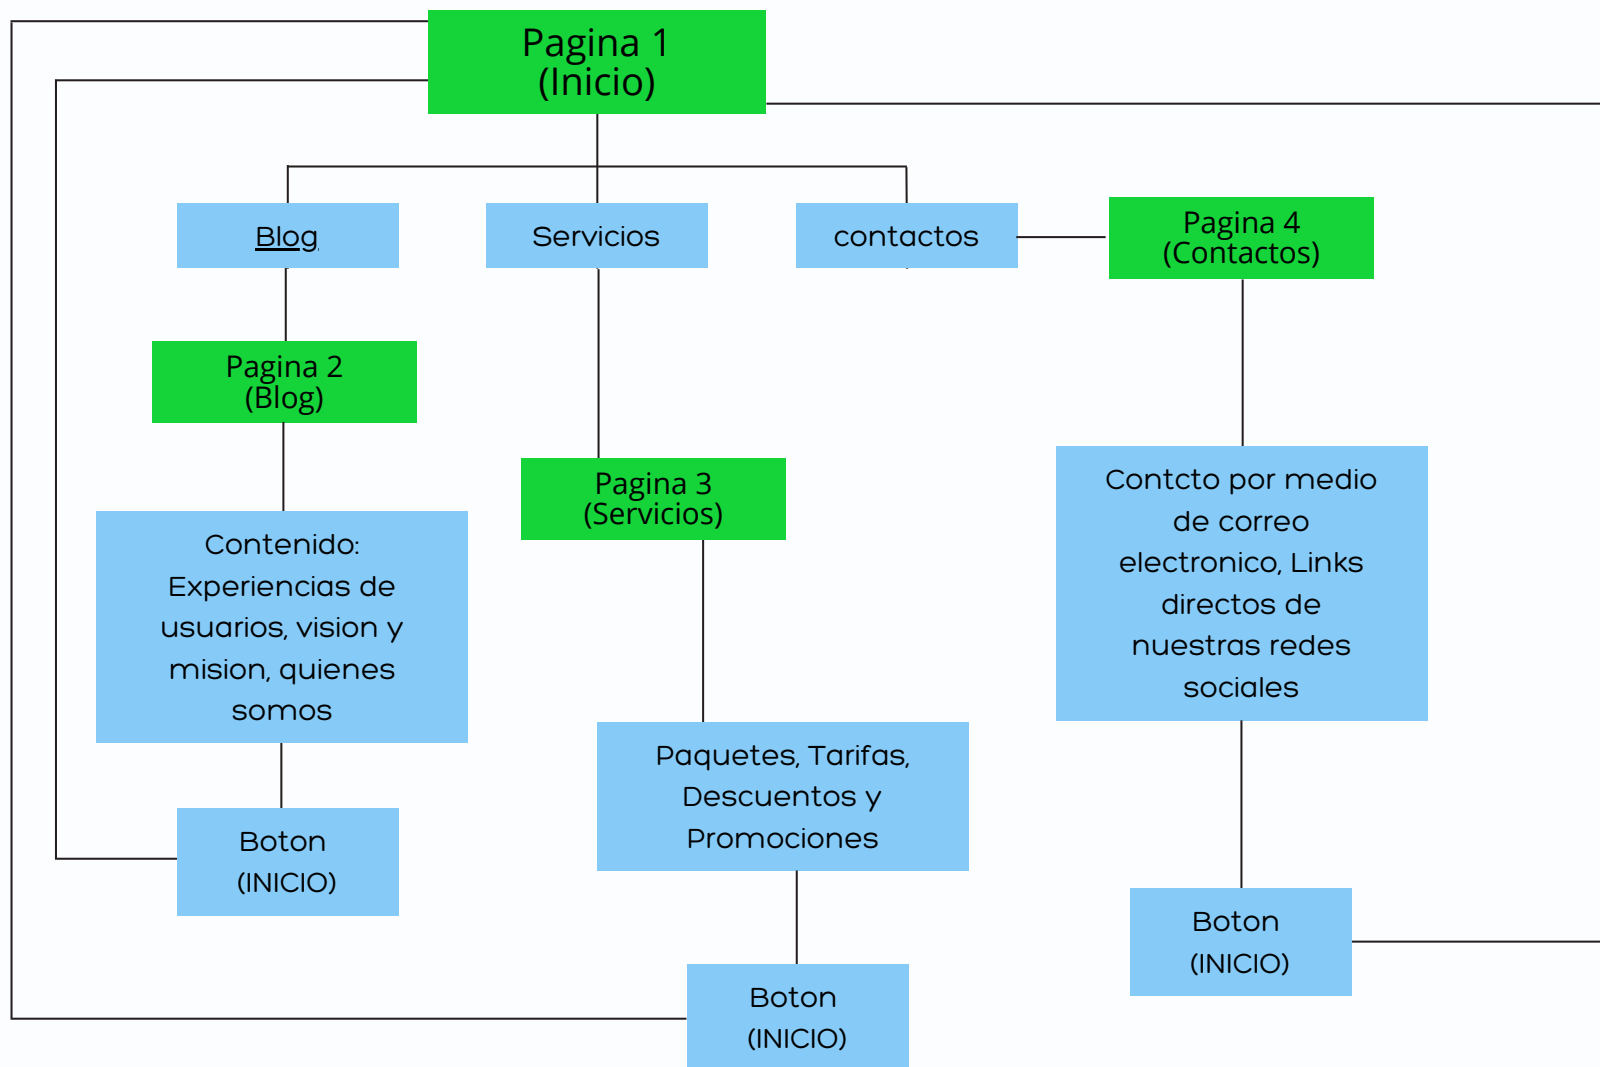 Pagina 1
(Inicio)
Blog
Servicios
contactos
Pagina 4
(Contactos)
Pagina 2
(Blog)
Pagina 3
(Servicios)
Contcto por medio
de correo
electronico, Links
directos de
nuestras redes
sociales
Contenido:
Experiencias de
usuarios, vision y
mision, quienes
somos
Paquetes, Tarifas,
Descuentos y
Promociones
Boton
(INICIO)
Boton
(INICIO)
Boton
(INICIO)